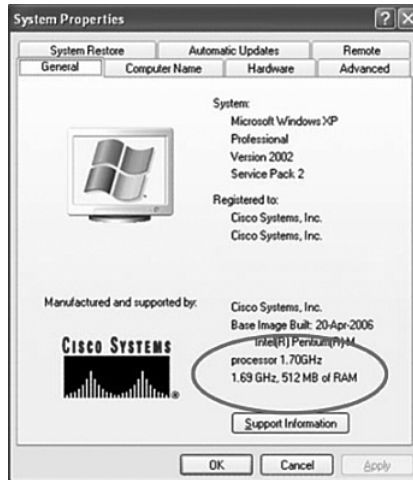 System Properties
System Restore
Automatic Updates
Remote
General
Computer Name
Hardware
Advanced
System:
Microsoft Windows XP
Professional
Version 2002
Service Pack 2
Registered to:
Cisco Systems, Inc.
Cisco Systems, Inc.
Manufactured and supported by:
CISCO SYSTEMS
®
Cisco Systems, Inc.
Base Image Built: 20-Apr-2006
Intel(R) Pentium(R) M
processor 1.70GHz
1.69 GHz, 512 MB of RAM
Support Information
OK
Cancel
Apply